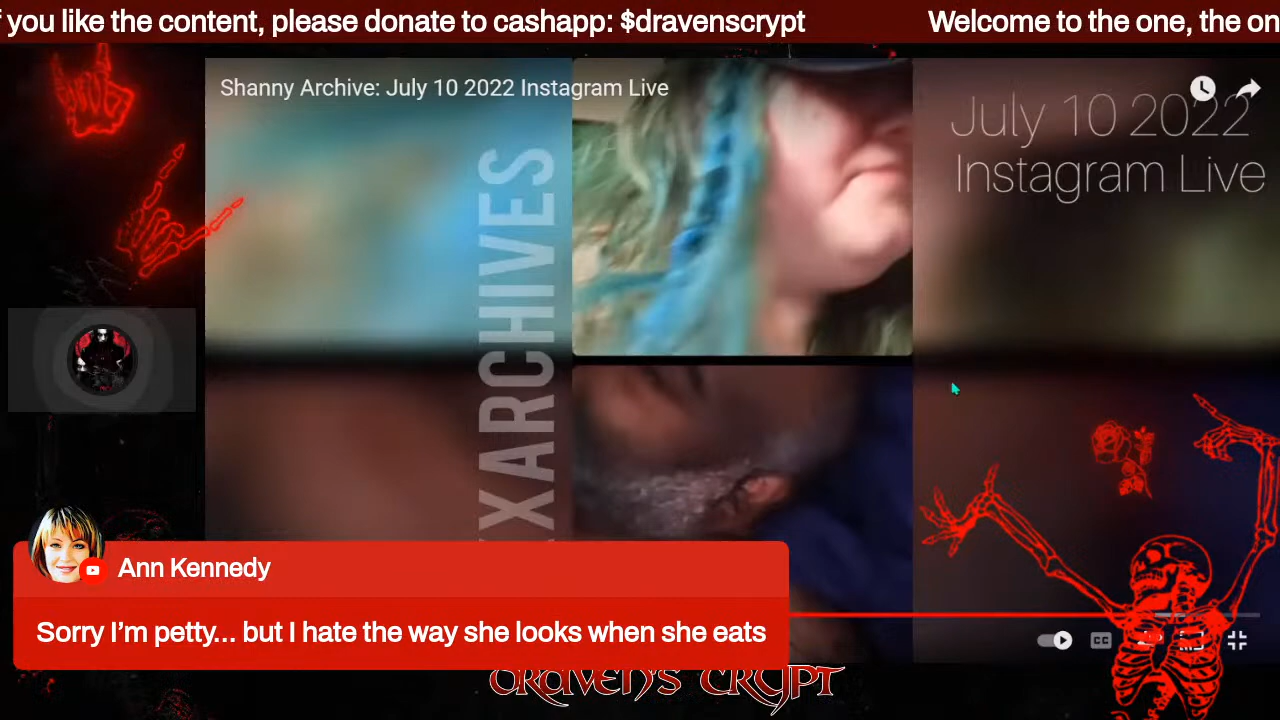 f you like the content, please donate to cashapp: $dravenscrypt
Welcome to the one, the on
Shanny Archive: July 10 2022 Instagram Live
July 10 2022
Instagram Live
XARCHIVES
Ann Kennedy
Sorry I’m petty... but I hate the way she looks when she eats
CC
DRAVEN'S CRYPT